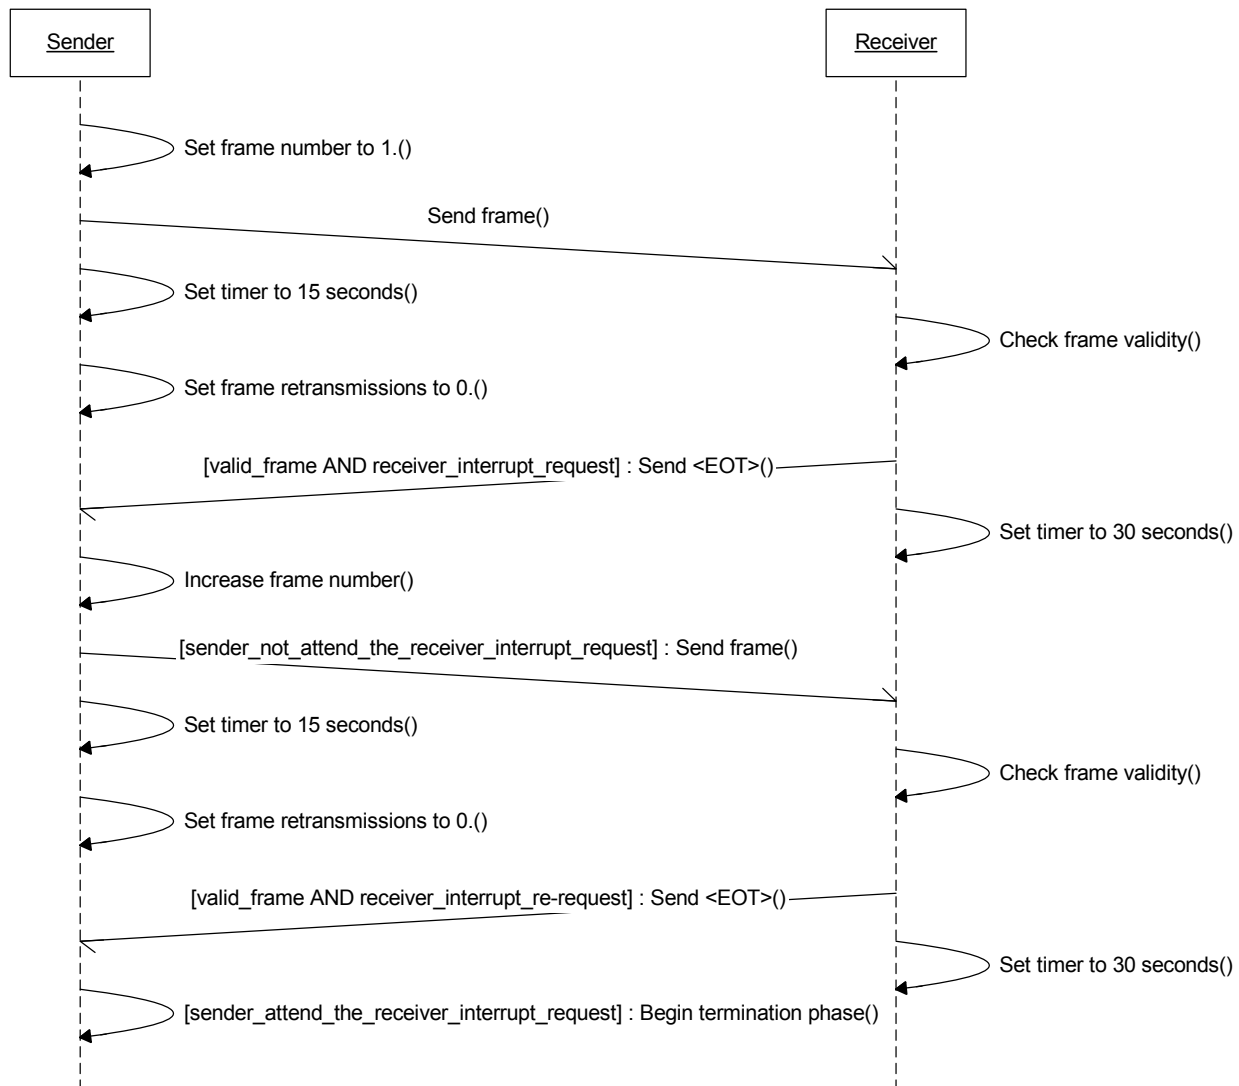 Sender
Receiver
Set frame number to 1.()
Send frame()
Set timer to 15 seconds()
Check frame validity()
Set frame retransmissions to 0.()
[valid_frame AND receiver_interrupt_request] : Send <EOT>()
Set timer to 30 seconds()
Increase frame number()
[sender_not_attend_the_receiver_interrupt_request] : Send frame()
Set timer to 15 seconds()
Check frame validity()
Set frame retransmissions to 0.()
[valid_frame AND receiver_interrupt_re-request] : Send <EOT>()
Set timer to 30 seconds()
[sender_attend_the_receiver_interrupt_request] : Begin termination phase()